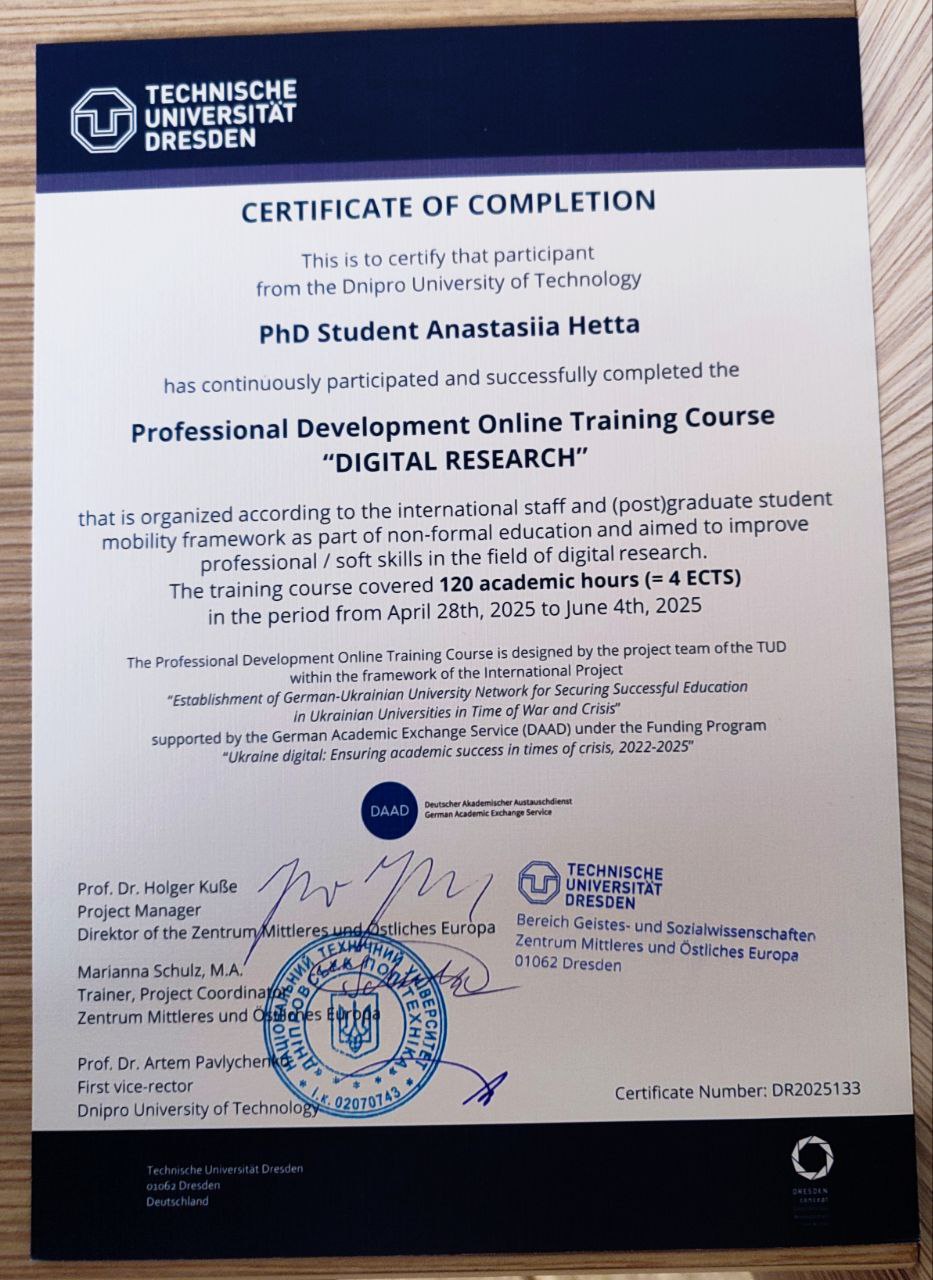 TECHNISCHE
UNIVERSITÄT
DRESDEN
CERTIFICATE OF COMPLETION
This is to certify that participant
from the Dnipro University of Technology
PhD Student Anastasiia Hetta
has continuously participated and successfully completed the
Professional Development Online Training Course
“DIGITAL RESEARCH”
that is organized according to the international staff and (post)graduate student
mobility framework as part of non-formal education and aimed to improve
professional / soft skills in the field of digital research.
The training course covered 120 academic hours (= 4 ECTS)
in the period from April 28th, 2025 to June 4th, 2025
The Professional Development Online Training Course is designed by the project team of the TUD
within the framework of the International Project
“Establishment of German-Ukrainian University Network for Securing Successful Education
in Ukrainian Universities in Time of War and Crisis”
supported by the German Academic Exchange Service (DAAD) under the Funding Program
“Ukraine digital: Ensuring academic success in times of crisis, 2022-2025”
DAAD
Deutscher Akademischer Austauschdienst
German Academic Exchange Service
Prof. Dr. Holger Kuße
Project Manager
Direktor of the Zentrum Mittleres und Östliches Europa
TECHNISCHE
UNIVERSITÄT
DRESDEN
Bereich Geistes- und Sozialwissenschaften
Zentrum Mittleres und Östliches Europa
01062 Dresden
Marianna Schulz, M.A.
Trainer, Project Coordinator
Zentrum Mittleres und Östliches Europa
НАЦІОНАЛЬНИЙ ТЕХНІЧНИЙ УНІВЕРСИТЕТ
«ДНІПРОВСЬКА ПОЛІТЕХНІКА»
І.К. 02070743
Prof. Dr. Artem Pavlychenko
First vice-rector
Dnipro University of Technology
Certificate Number: DR2025133
Technische Universität Dresden
01062 Dresden
Deutschland
DRESDEN
concept